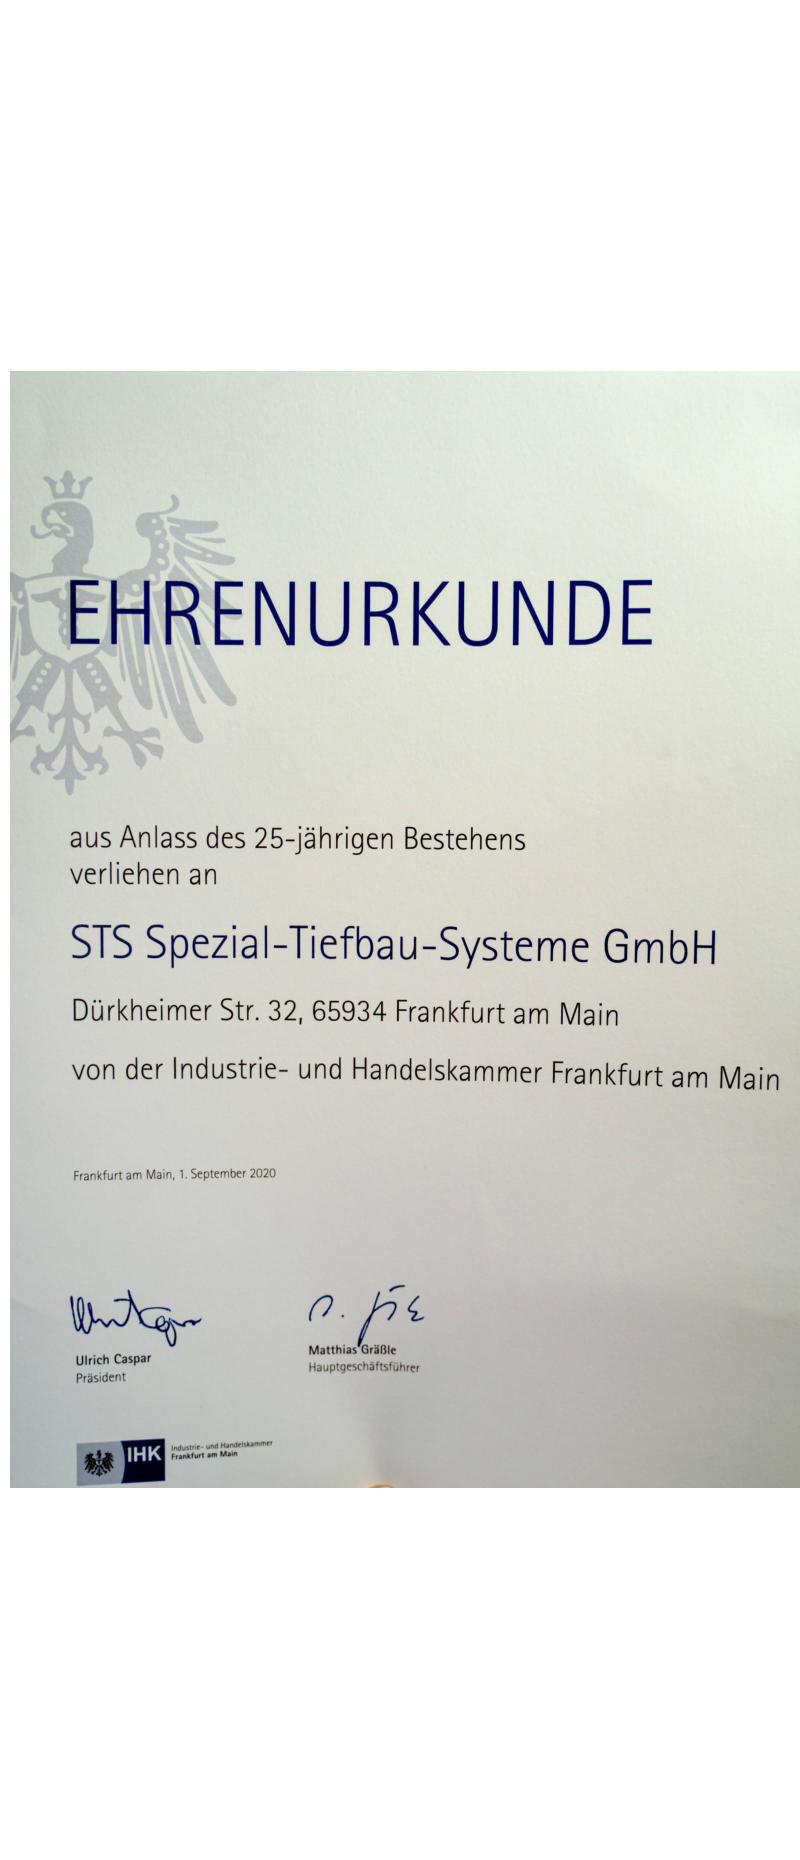 EHRENURKUNDE
aus Anlass des 25-jährigen Bestehens
verliehen an
STS Spezial-Tiefbau-Systeme GmbH
Dürkheimer Str. 32, 65934 Frankfurt am Main
von der Industrie- und Handelskammer Frankfurt am Main
Frankfurt am Main, 1. September 2020
Ulrich Caspar
Präsident
Matthias Gräßle
Hauptgeschäftsführer
IHK
Industrie- und Handelskammer
Frankfurt am Main